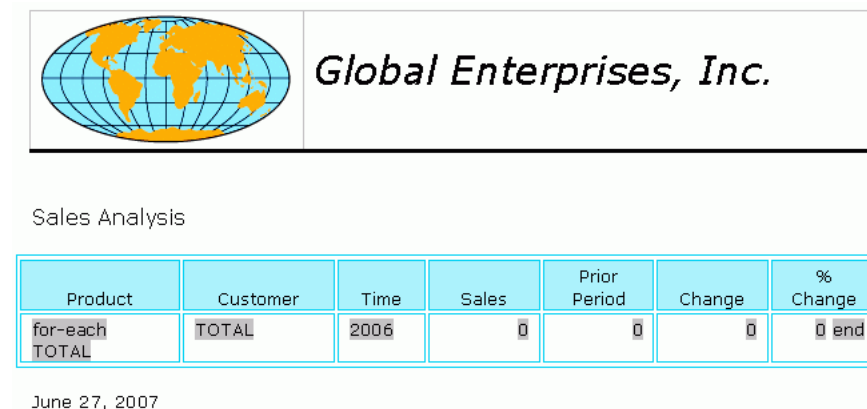 Global Enterprises, Inc.
Sales Analysis
Product Customer Time Sales Prior Period Change % Change
for-each TOTAL TOTAL 2006 0 0 0 0 end
June 27, 2007